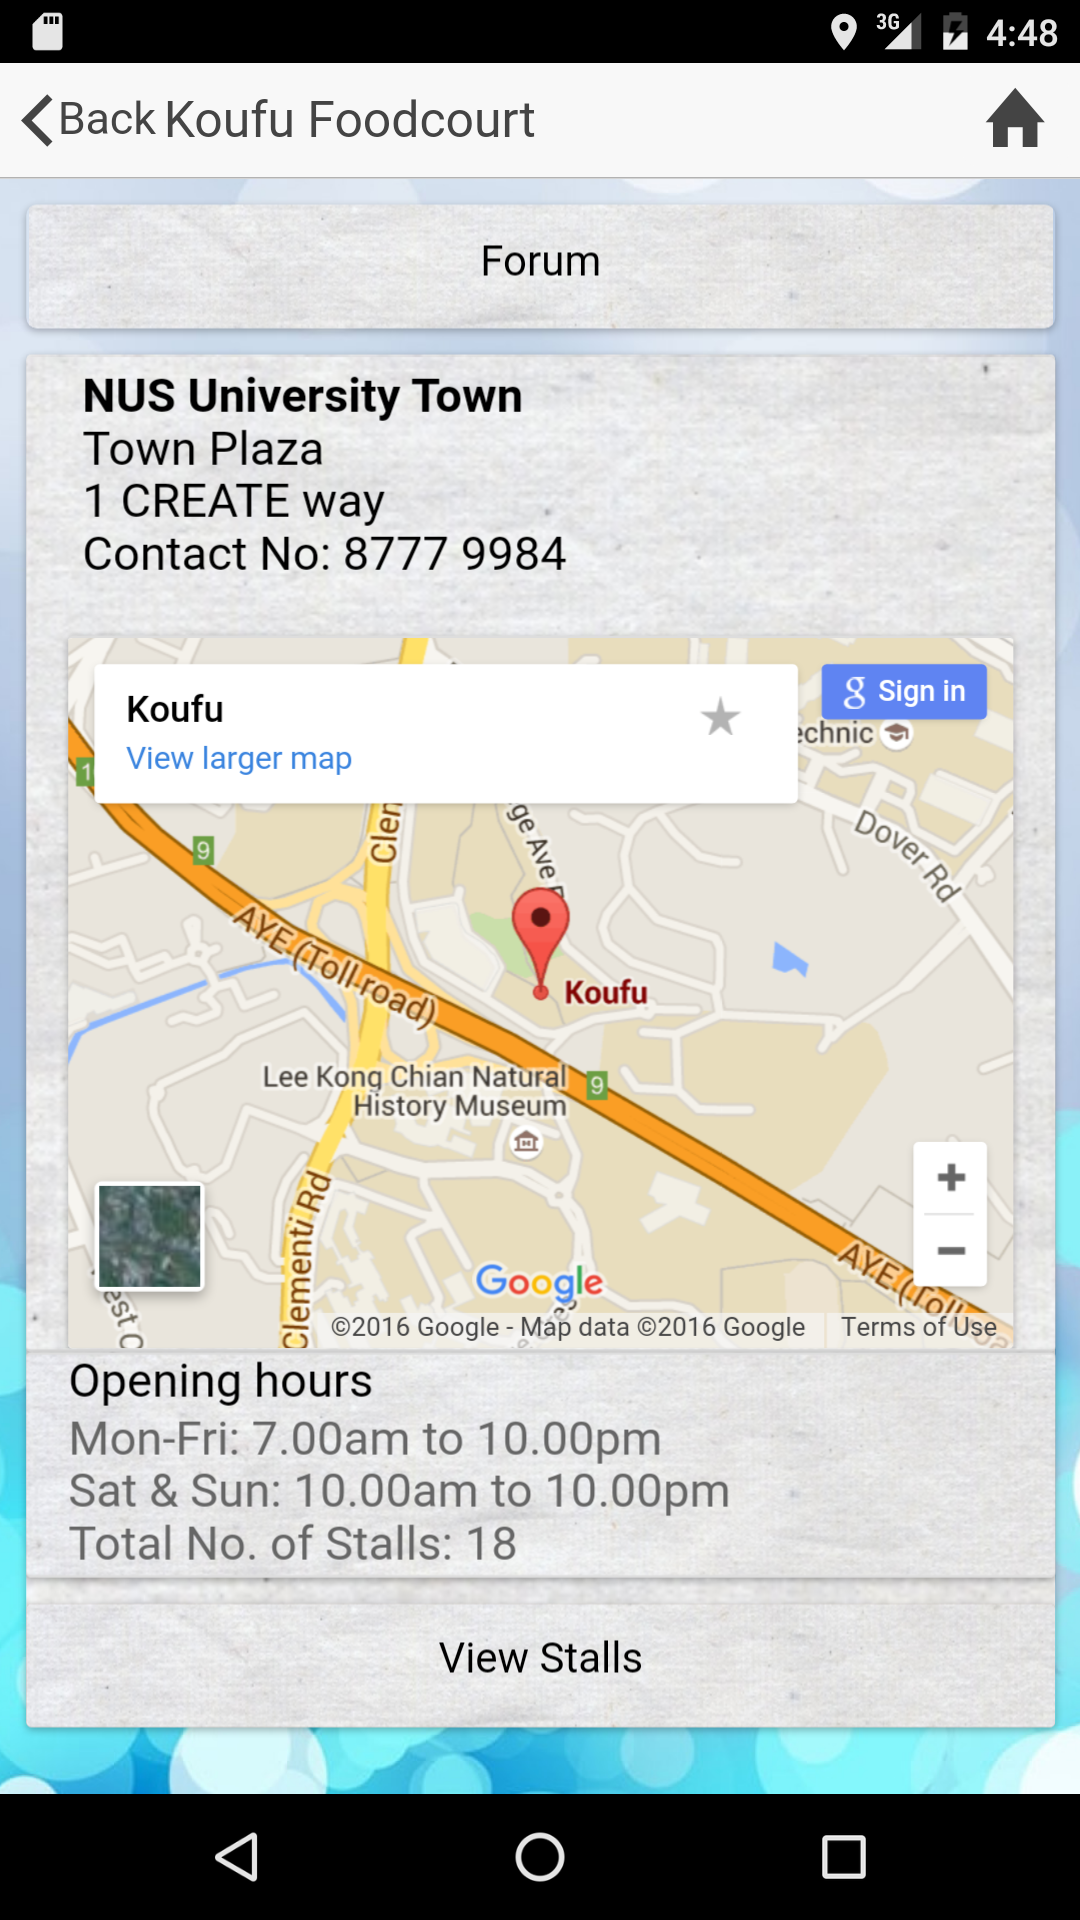 3G 4:48
Back Koufu Foodcourt
Forum
NUS University Town
Town Plaza
1 CREATE way
Contact No: 8777 9984
Koufu
View larger map
g Sign in
echnic
Dover Rd
Clem
ge Ave
9
AYE (Toll road)
Koufu
Lee Kong Chian Natural
History Museum
9
Clementi Rd
AYE (Toll
est C
Google
©2016 Google - Map data ©2016 Google
Terms of Use
Opening hours
Mon-Fri: 7.00am to 10.00pm
Sat & Sun: 10.00am to 10.00pm
Total No. of Stalls: 18
View Stalls